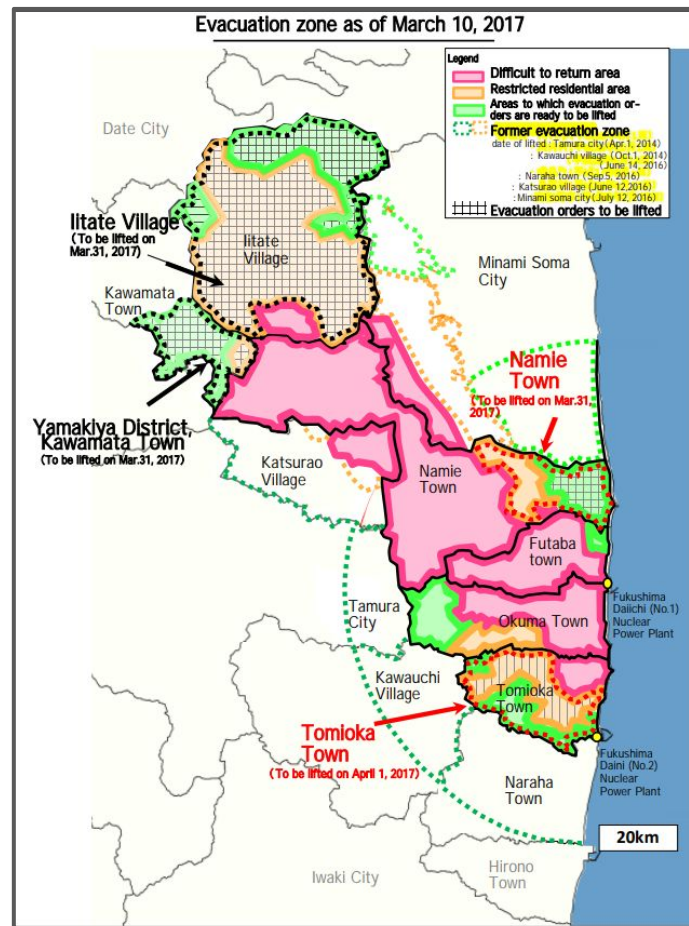 Evacuation zone as of March 10, 2017
Legend
Difficult to return area
Restricted residential area
Areas to which evacuation or-
ders are ready to be lifted
Former evacuation zone
date of lifted : Tamura city(Apr.1, 2014)
: Kawauchi village (Oct.1, 2014)
(June 14, 2016)
: Naraha town (Sep.5, 2016)
: Katsurao village (June 12,2016)
:Minami soma city(July 12, 2016)
Evacuation orders to be lifted
Date City
Iitate Village
(To be lifted on
Mar.31, 2017)
Iitate
Village
Minami Soma
City
Kawamata
Town
Namie
Town
(To be lifted on Mar.31,
2017)
Yamakiya District,
Kawamata Town
(To be lifted on Mar.31, 2017)
Katsurao
Village
Namie
Town
Futaba
town
Fukushima
Daiichi (No.1)
Nuclear
Power Plant
Tamura
City
Okuma Town
Kawauchi
Village
Tomioka
Town
Tomioka
Town
(To be lifted on April 1, 2017)
Fukushima
Daini (No.2)
Nuclear
Power Plant
Naraha
Town
20km
Hirono
Town
Iwaki City